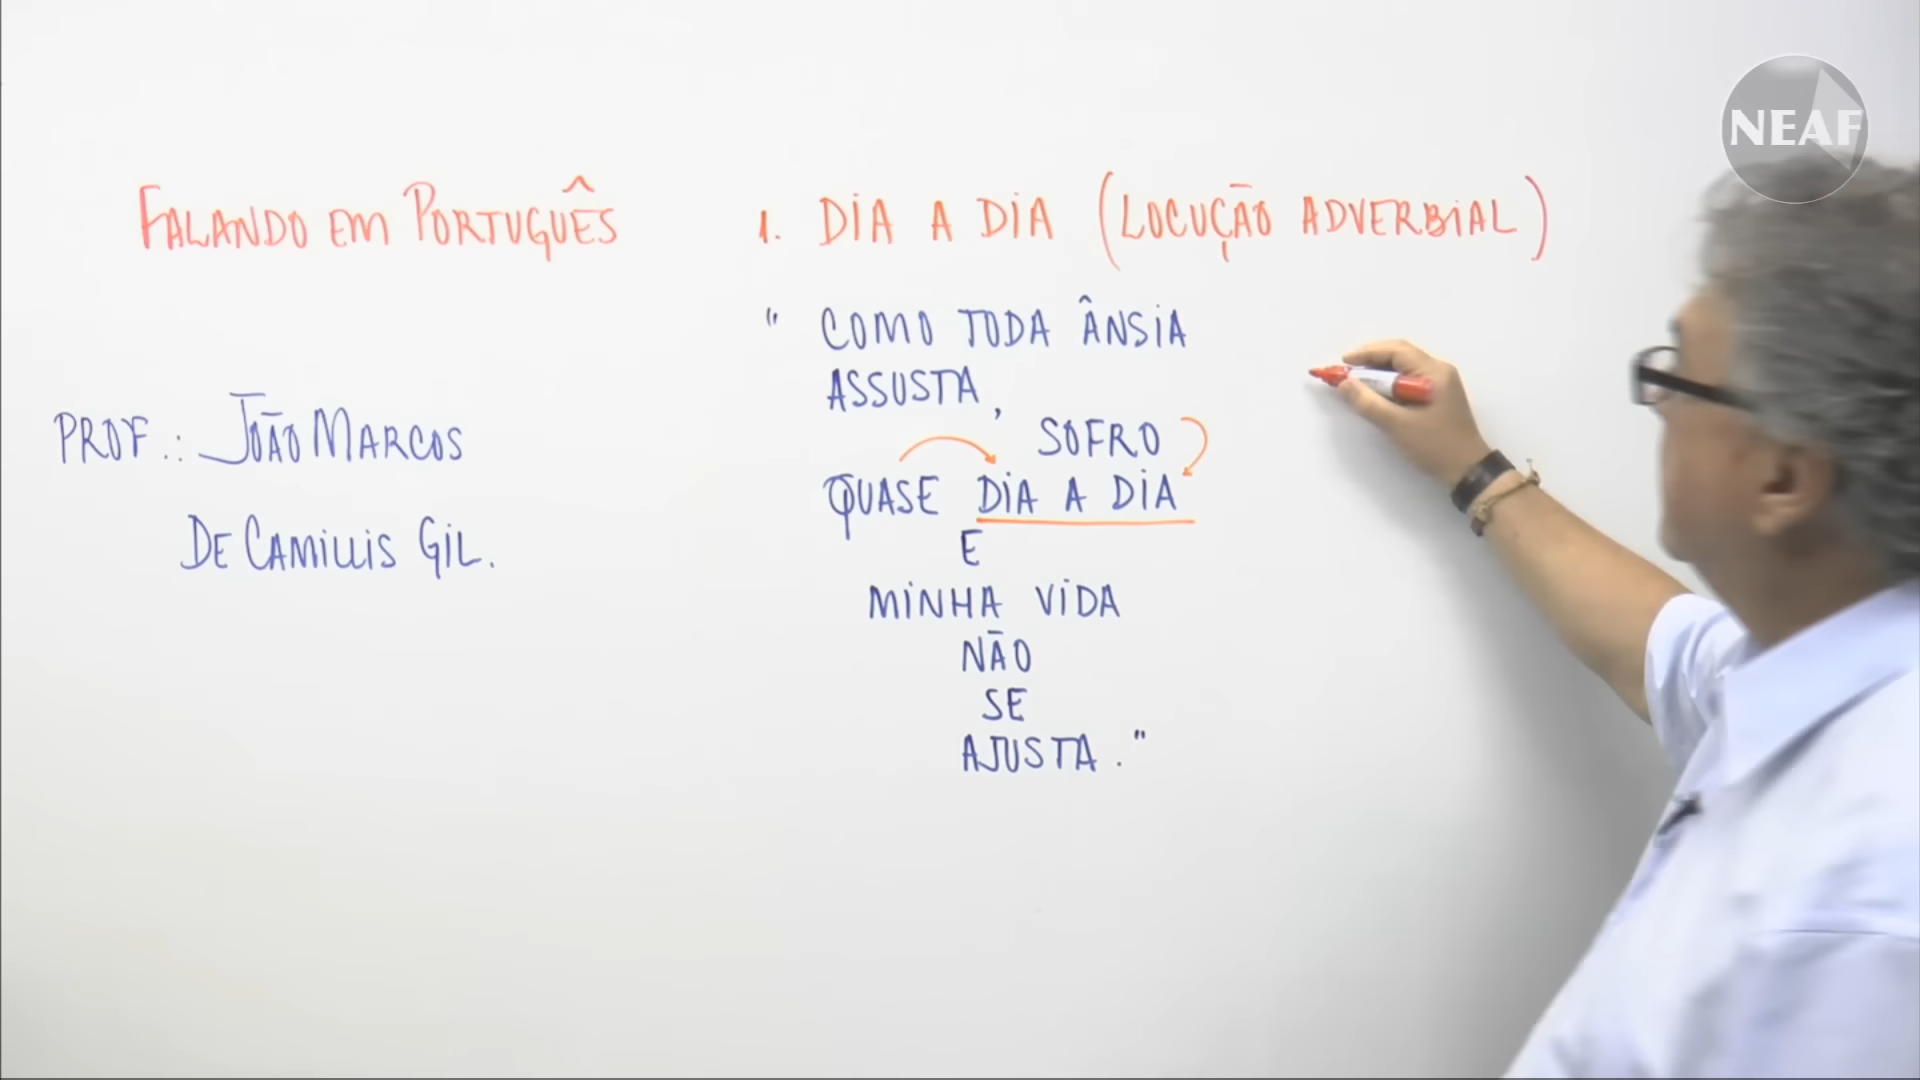 NEAF
FALANDO EM PORTUGUÊS
PROF.: JOÃO MARCOS
DE CAMILLIS GIL.
1. DIA A DIA (LOCUÇÃO ADVERBIAL)
" COMO TODA ÂNSIA
ASSUSTA,
SOFRO
QUASE DIA A DIA
E
MINHA VIDA
NÃO
SE
AJUSTA."